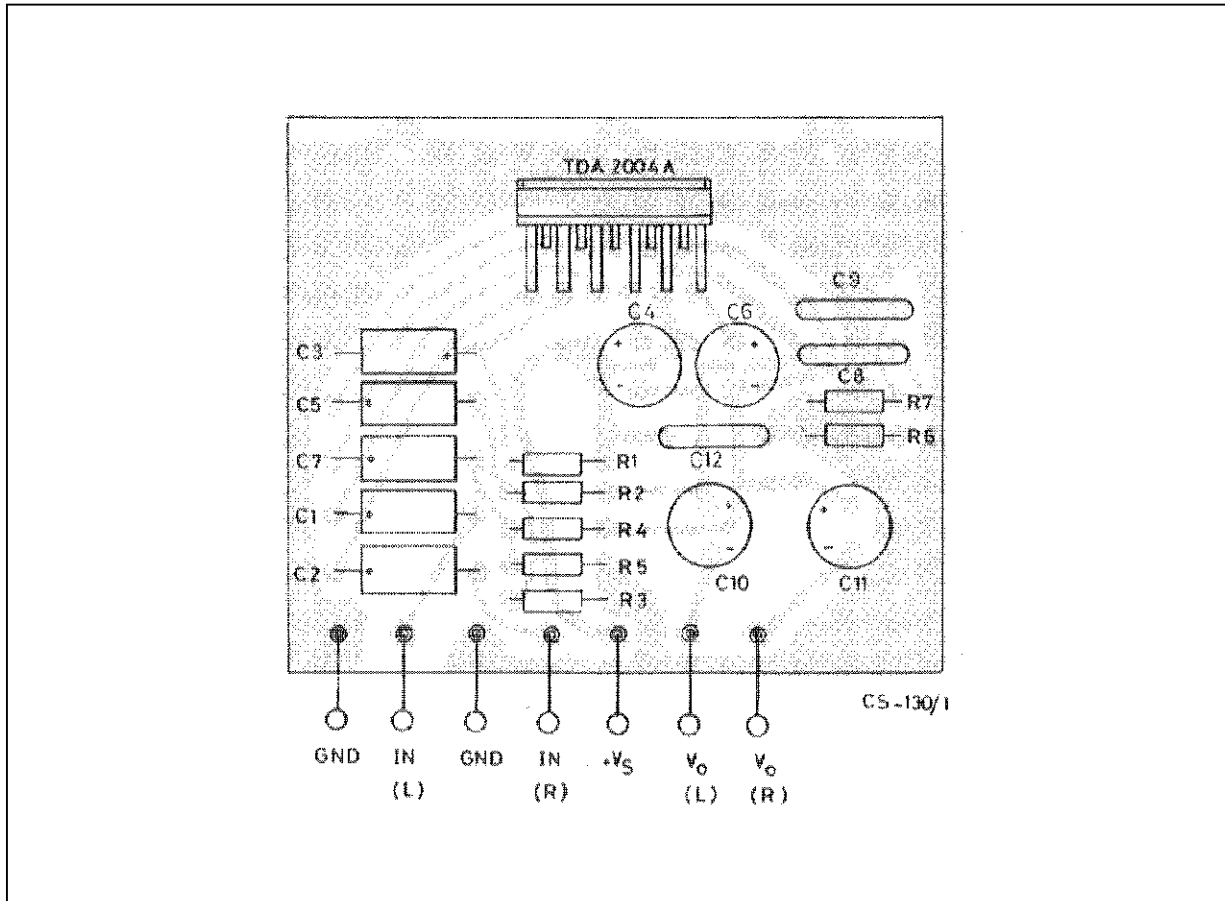 TDA 2004A
C9
C4
C6
C3
C8
C5
R7
R6
C7
R1
C12
R2
C1
R4
R5
C2
C10
C11
R3
CS-130/1
GND
IN
(L)
GND
IN
(R)
+VS
VO
(L)
VO
(R)